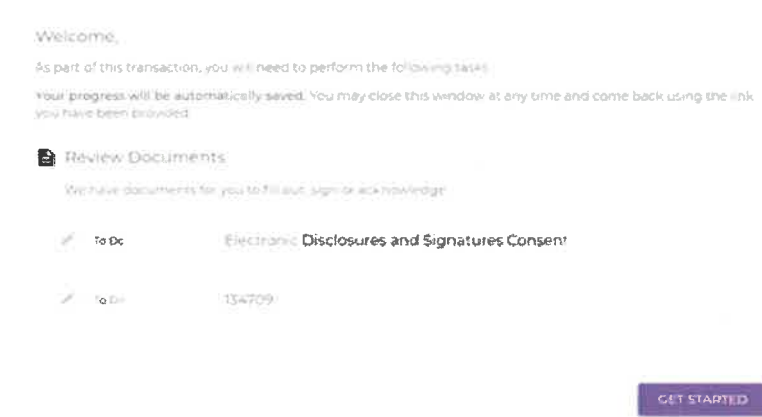 Welcome,
As part of this transaction, you will need to perform the following tasks
Your progress will be automatically saved. You may close this window at any time and come back using the link
you have been provided
Review Documents
We have documents for you to fill out, sign or acknowledge
To Do Electronic Disclosures and Signatures Consent
To Do 134709
GET STARTED